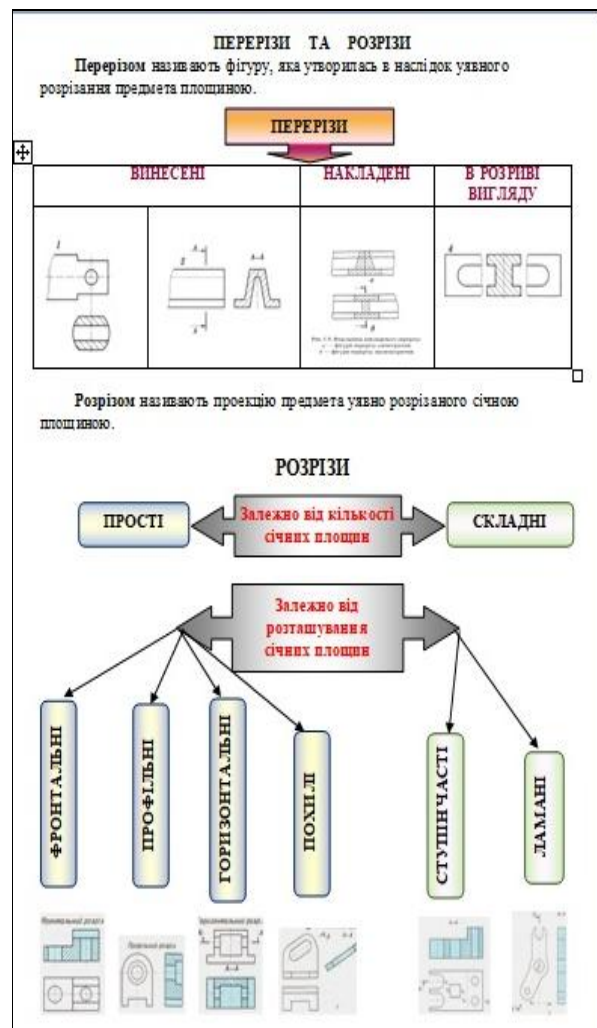 ПЕРЕРІЗИ ТА РОЗРІЗИ
Перерізом називають фігуру, яка утворилась в наслідок уявного
розрізання предмета площиною.
ПЕРЕРІЗИ
ВИНЕСЕНІ
НАКЛАДЕНІ
В РОЗРИВІ
ВИГЛЯДУ
А
А–А
А
Розрізом називають проекцію предмета уявно розрізаного січною
площиною.
РОЗРІЗИ
ПРОСТІ
Залежно від кількості
січних площин
СКЛАДНІ
Залежно від
розташування
січних площин
ФРОНТАЛЬНІ
ПРОФІЛЬНІ
ГОРИЗОНТАЛЬНІ
ПОХИЛІ
СТУПІНЧАСТІ
ЛАМАНІ
А–А